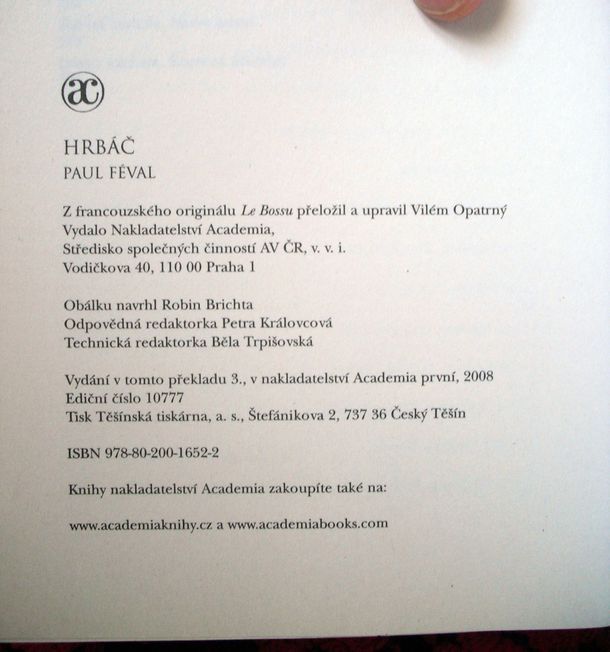 ac
HRBÁČ
PAUL FÉVAL
Z francouzského originálu Le Bossu přeložil a upravil Vilém Opatrný
Vydalo Nakladatelství Academia,
Středisko společných činností AV ČR, v. v. i.
Vodičkova 40, 110 00 Praha 1
Obálku navrhl Robin Brichta
Odpovědná redaktorka Petra Královcová
Technická redaktorka Běla Trpišovská
Vydání v tomto překladu 3., v nakladatelství Academia první, 2008
Ediční číslo 10777
Tisk Těšínská tiskárna, a. s., Štefánikova 2, 737 36 Český Těšín
ISBN 978-80-200-1652-2
Knihy nakladatelství Academia zakoupíte také na:
www.academiaknihy.cz a www.academiabooks.com